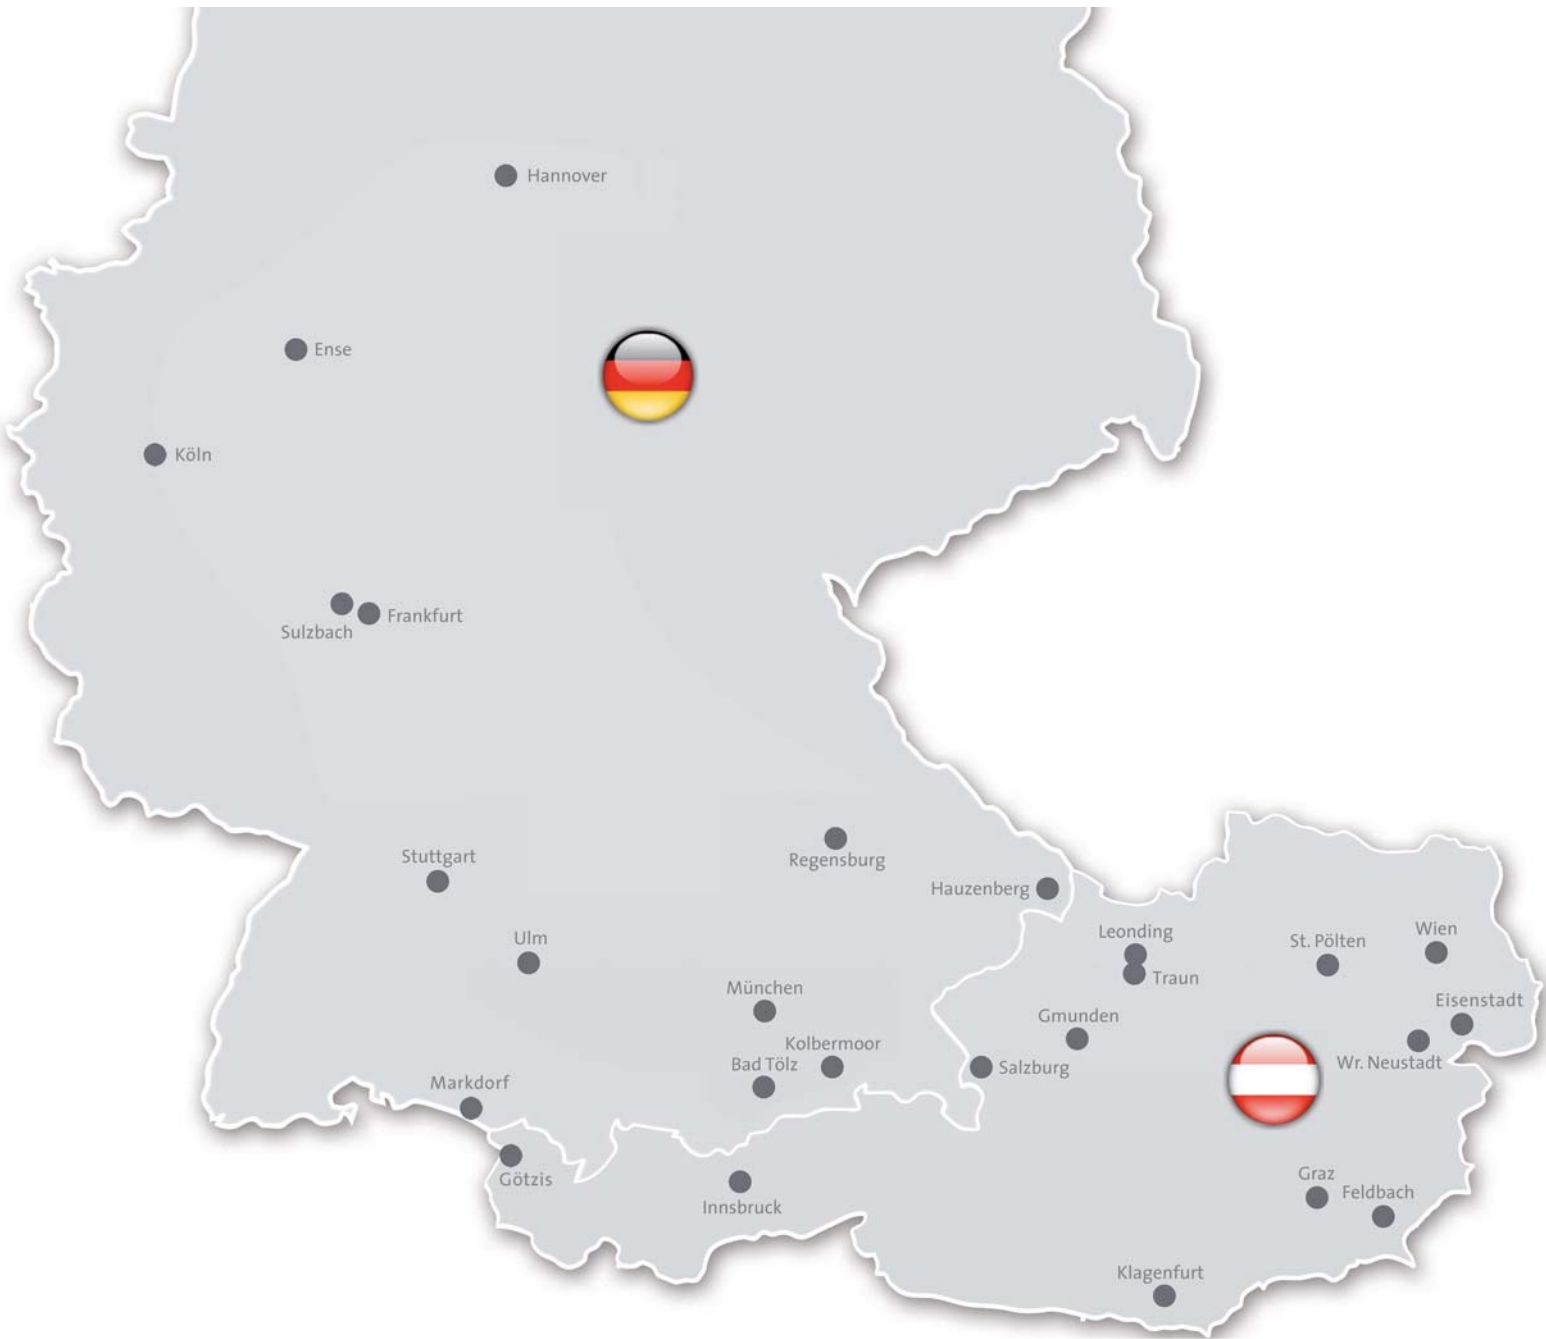 Hannover
Ense
Köln
Frankfurt
Sulzbach
Stuttgart
Regensburg
Hauzenberg
Ulm
Leonding
Wien
St. Pölten
Traun
München
Eisenstadt
Gmunden
Kolbermoor
Bad Tölz
Salzburg
Wr. Neustadt
Markdorf
Götzis
Graz
Feldbach
Innsbruck
Klagenfurt